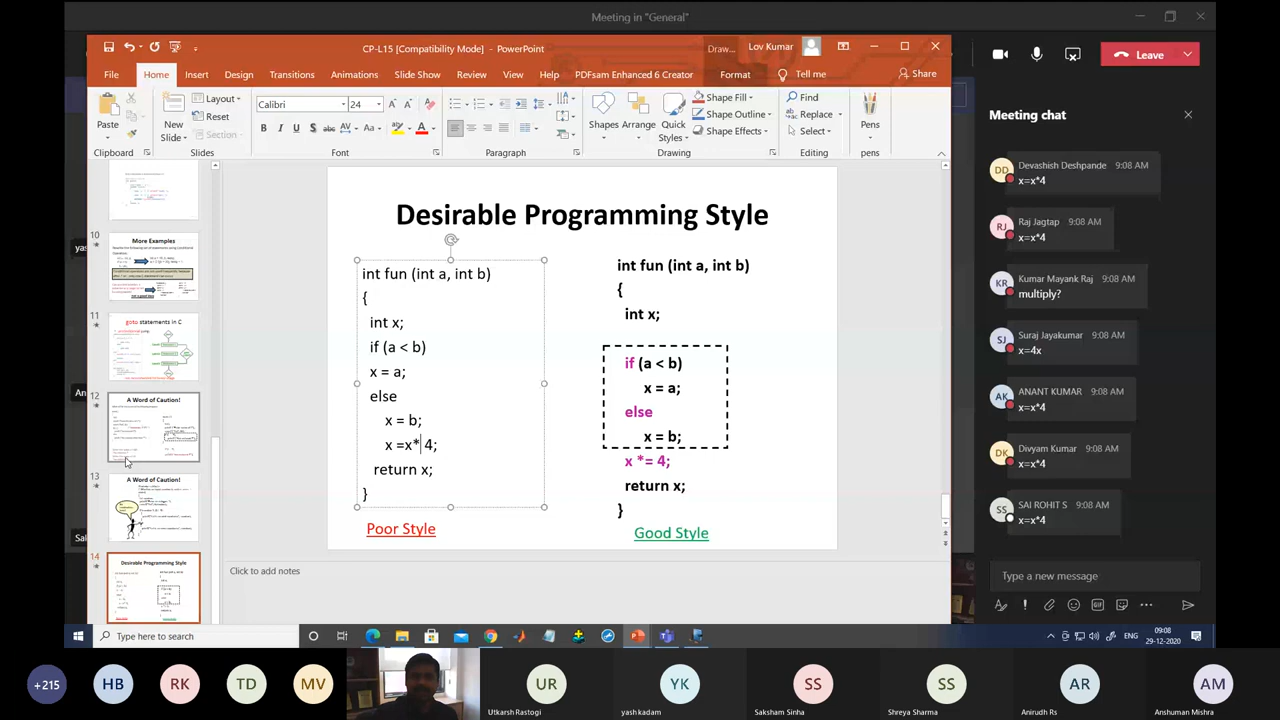 Meeting in "General"
CP-L15 [Compatibility Mode] - PowerPoint
Draw...
Lov Kumar
Leave
File
Home
Insert
Design
Transitions
Animations
Slide Show
Review
View
Help
PDFsam Enhanced 6 Creator
Format
Tell me
Share
Paste
New
Slide
Layout
Reset
Section
Calibri
24
Shapes
Arrange
Quick
Styles
Shape Fill
Shape Outline
Shape Effects
Find
Replace
Select
Pens
Clipboard
Slides
Font
Paragraph
Drawing
Editing
pens
10
More Examples
11
goto statements in C
12
A Word of Caution!
13
A Word of Caution!
14
Desirable Programming Style
Desirable Programming Style
int fun (int a, int b)
{
int x;
if (a < b)
x = a;
else
x = b;
x =x* 4;
return x;
}
Poor Style
int fun (int a, int b)
{
int x;
if (a < b)
x = a;
else
x = b;
x *= 4;
return x;
}
Good Style
Click to add notes
Meeting chat
DD
Devashish Deshpande 9:08 AM
x=x*4
RJ
Raj Jagtap 9:08 AM
x=x*4
KR
Kumar Mayank Raj 9:08 AM
multiply?
SJ
Suraj Jayakumar 9:08 AM
x=4x
AK
ANANT KUMAR 9:08 AM
x=x*4
DK
Divyam Kumar 9:08 AM
x=x*4
SS
SAI ROHIT S 9:08 AM
x=x*4
Type a new message
Type here to search
ENG
09:08
29-12-2020
+215
HB
RK
TD
MV
UR
Utkarsh Rastogi
YK
yash kadam
SS
Saksham Sinha
SS
Shreya Sharma
AR
Anirudh Rs
AM
Anshuman Mishra